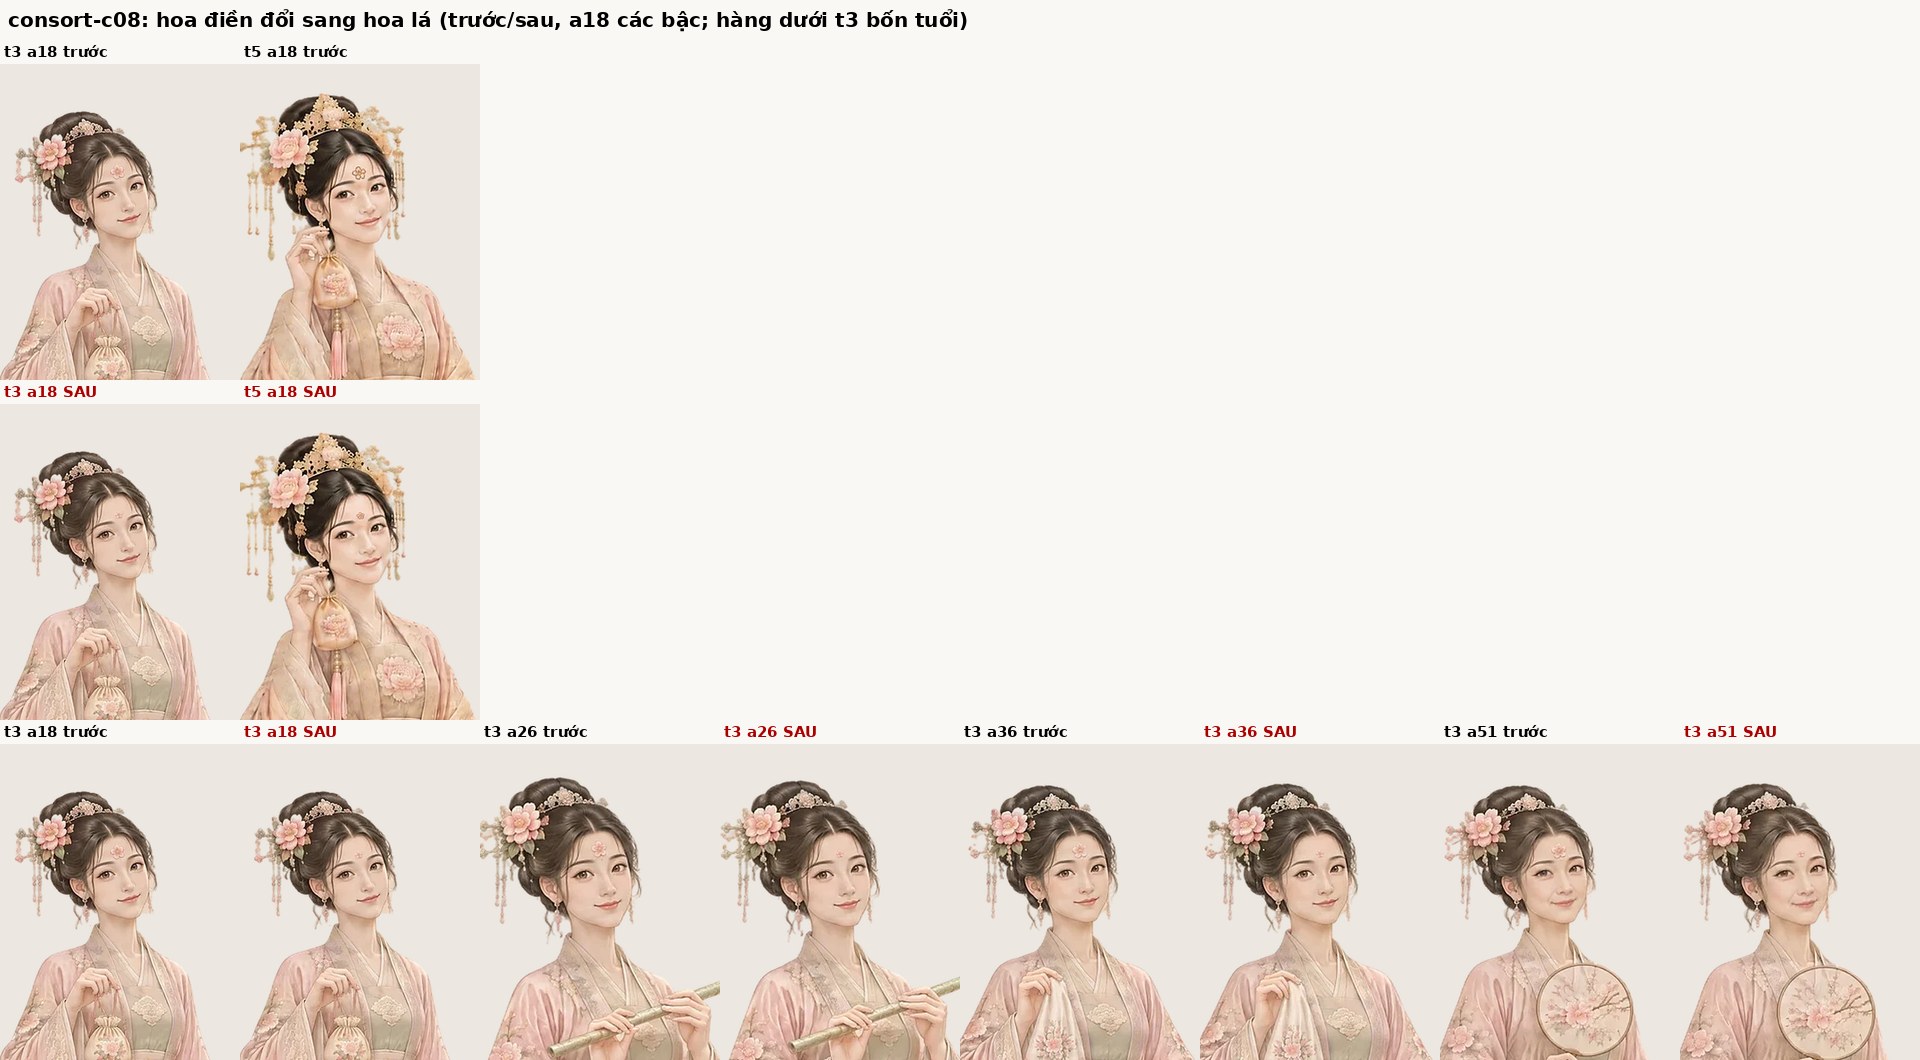 consort-c08: hoa điền đổi sang hoa lá (trước/sau, a18 các bậc; hàng dưới t3 bốn tuổi)
t3 a18 trước
t5 a18 trước
t3 a18 SAU
t5 a18 SAU
t3 a18 trước
t3 a18 SAU
t3 a26 trước
t3 a26 SAU
t3 a36 trước
t3 a36 SAU
t3 a51 trước
t3 a51 SAU